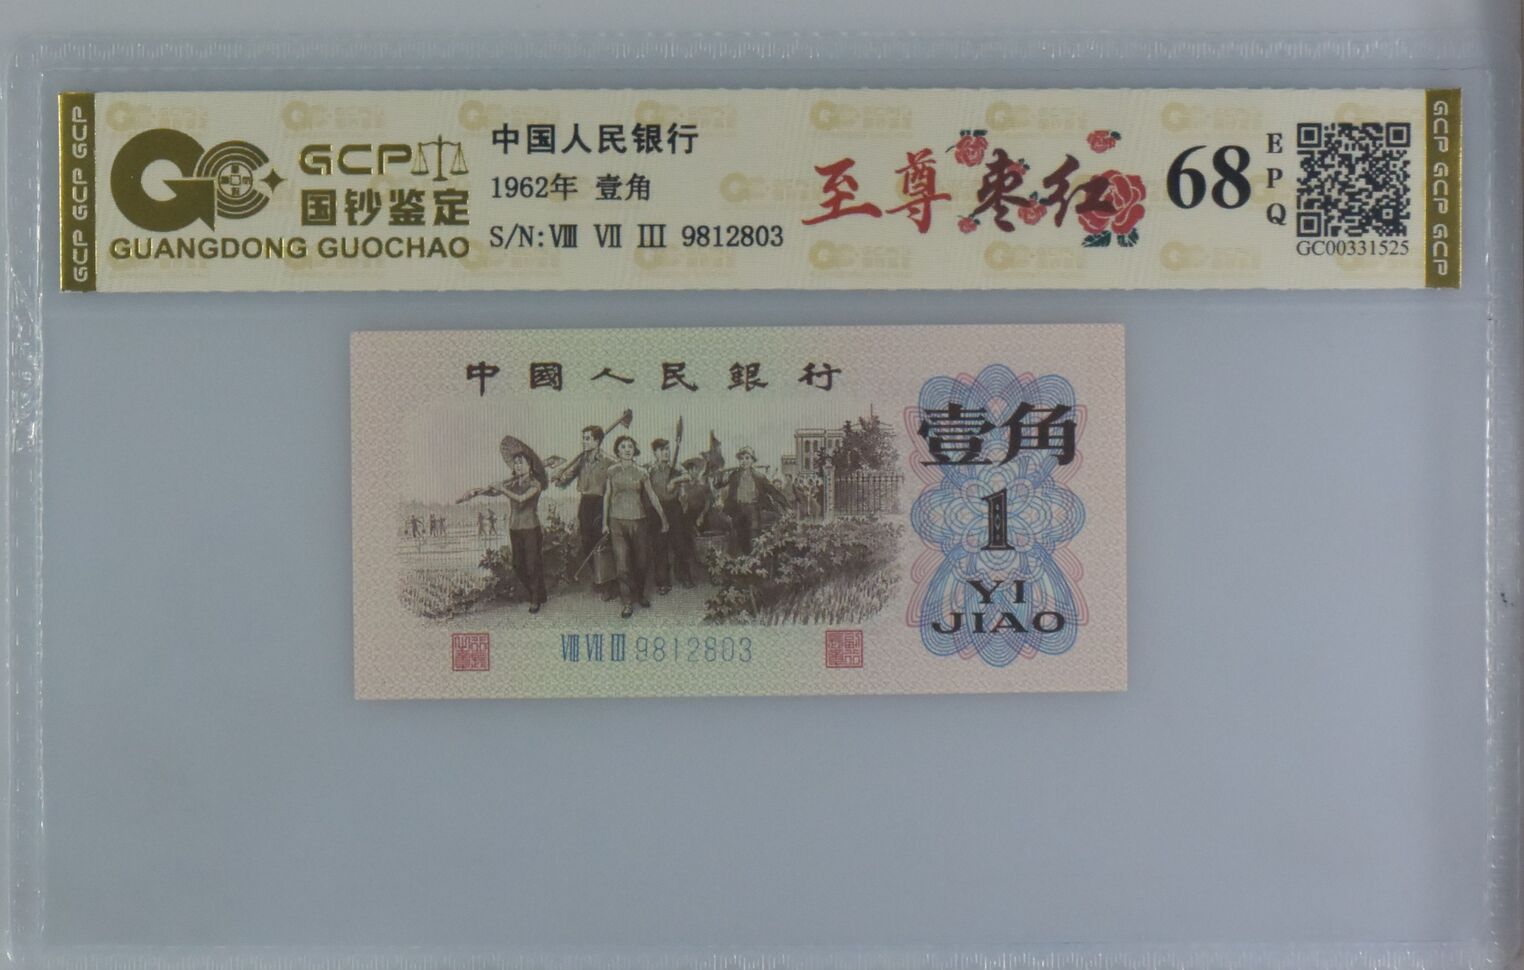 GCP GCP GCP
GCP
国钞鉴定
GUANGDONG GUOCHAO
中国人民银行
1962年 壹角
S/N:Ⅷ Ⅶ Ⅲ 9812803
至尊枣红
68
EPQ
GC00331525
GCP GCP GCP
中國人民銀行
壹角
1
YI
JIAO
Ⅷ Ⅶ Ⅲ 9812803